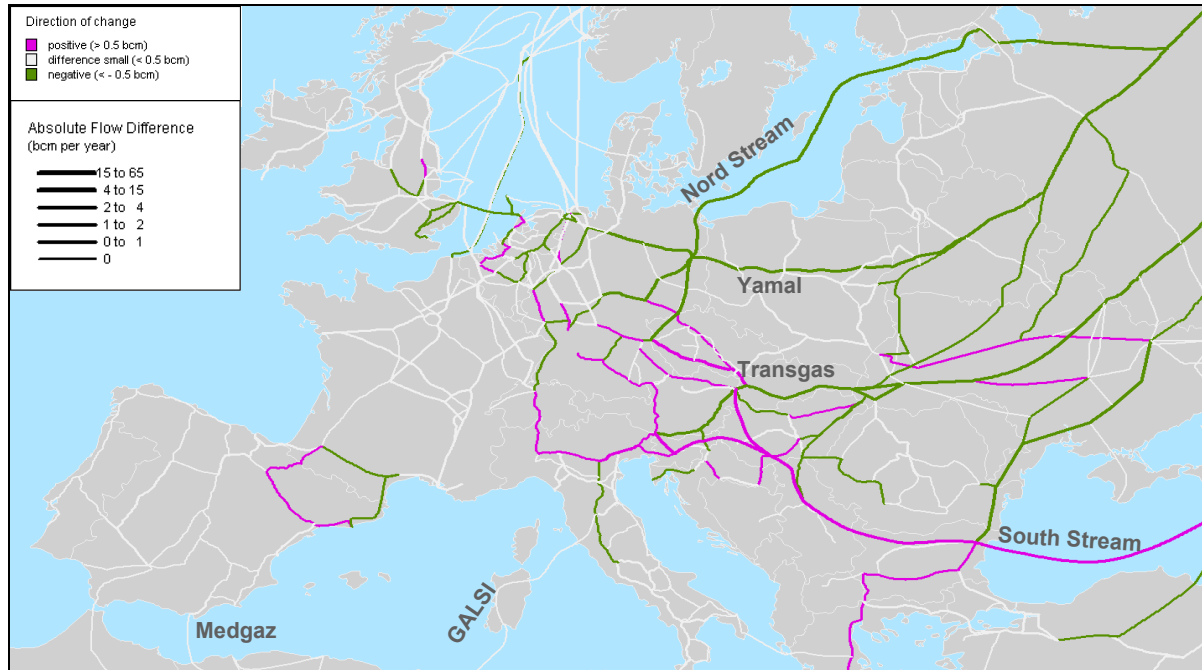 Direction of change
positive (> 0.5 bcm)
difference small (< 0.5 bcm)
negative (< - 0.5 bcm)
Absolute Flow Difference
(bcm per year)
15 to 65
4 to 15
2 to 4
1 to 2
0 to 1
0
Nord Stream
Yamal
Transgas
South Stream
GALSI
Medgaz